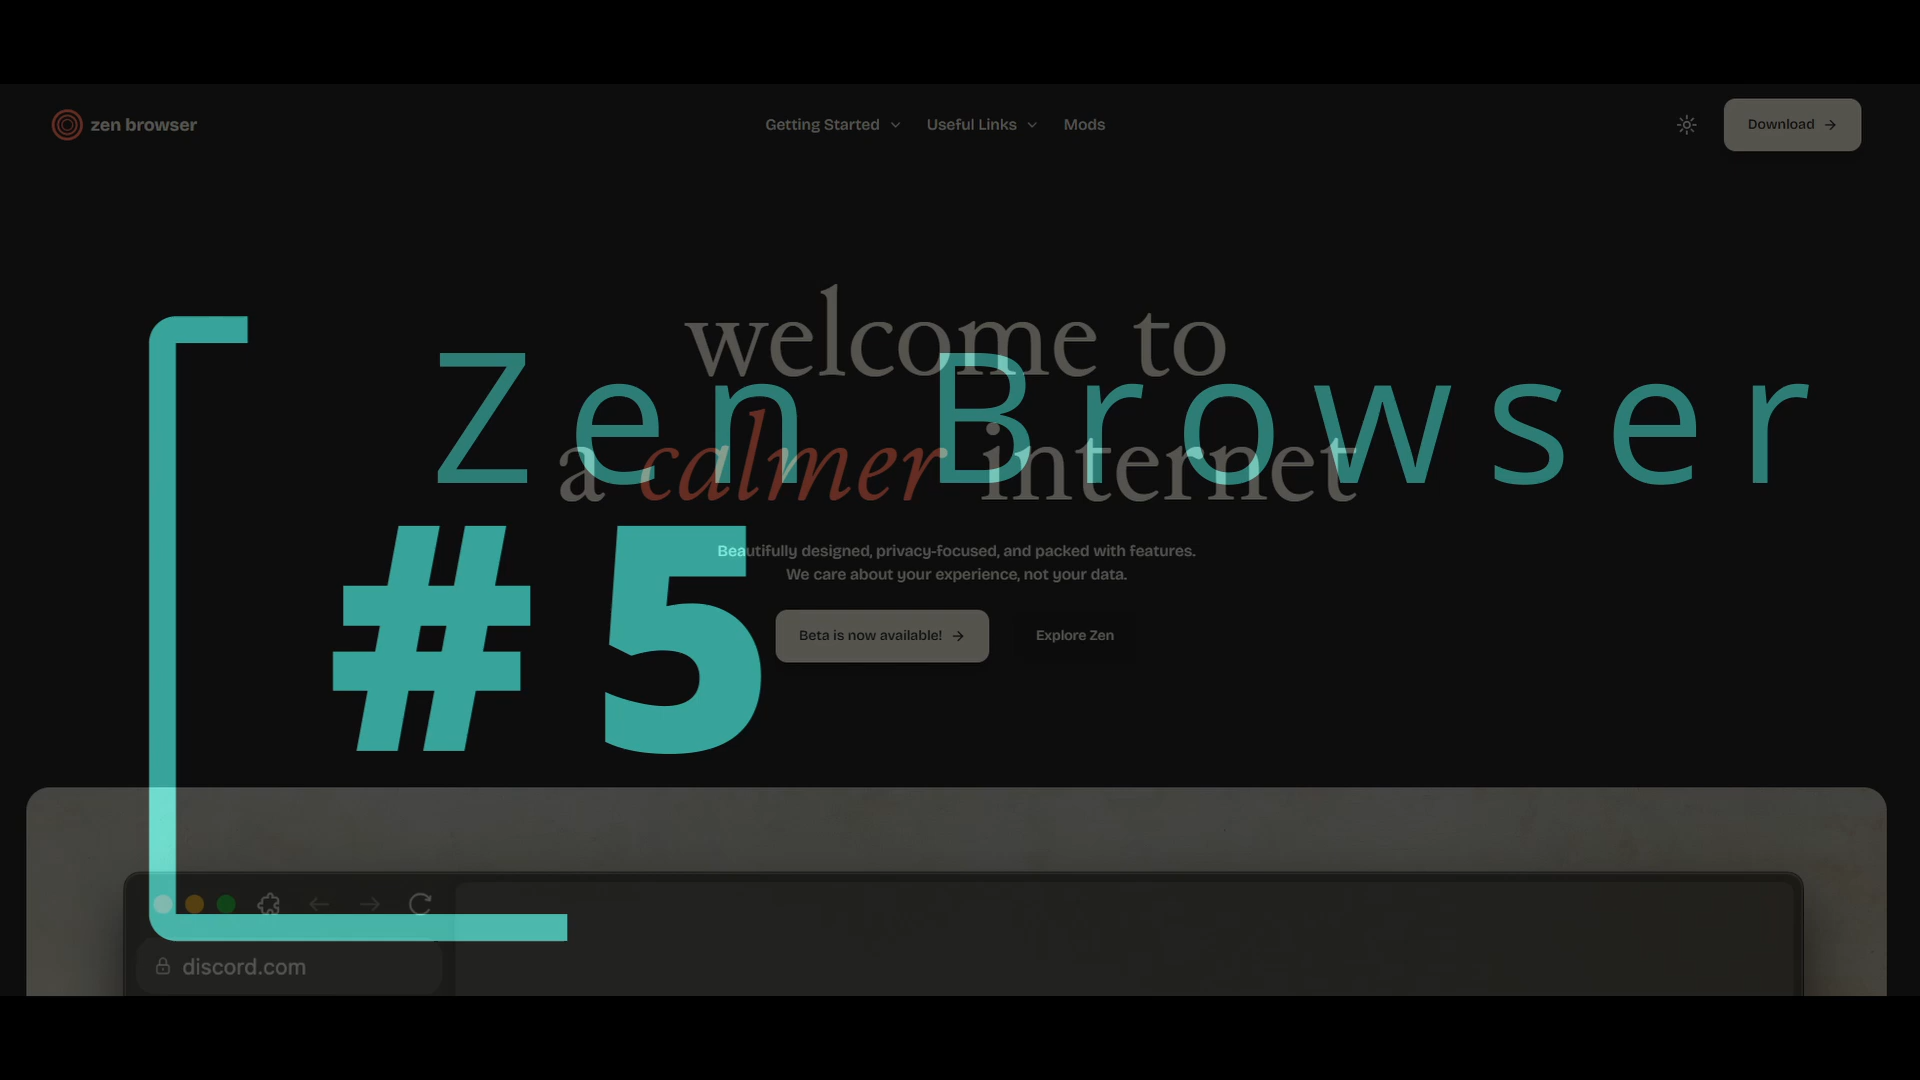 zen browser
Getting Started
Useful Links
Mods
Download
welcome to
a calmer internet
Zen Browser
#5
Beautifully designed, privacy-focused, and packed with features.
We care about your experience, not your data.
Beta is now available!
Explore Zen
discord.com